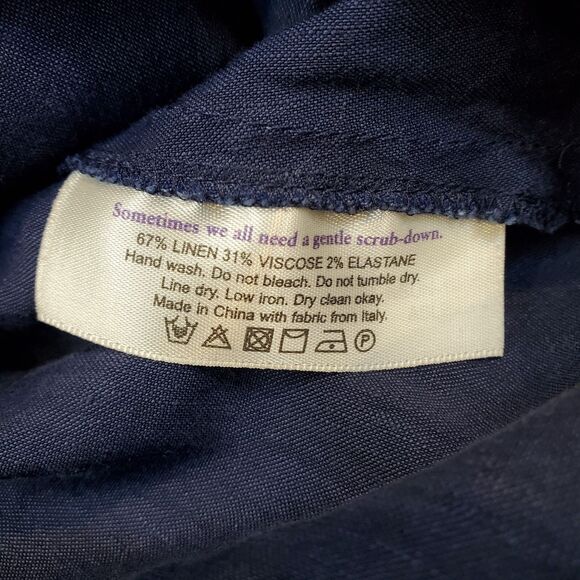 Sometimes we all need a gentle scrub-down.
67% LINEN 31% VISCOSE 2% ELASTANE
Hand wash. Do not bleach. Do not tumble dry.
Line dry. Low iron. Dry clean okay.
Made in China with fabric from Italy.
P